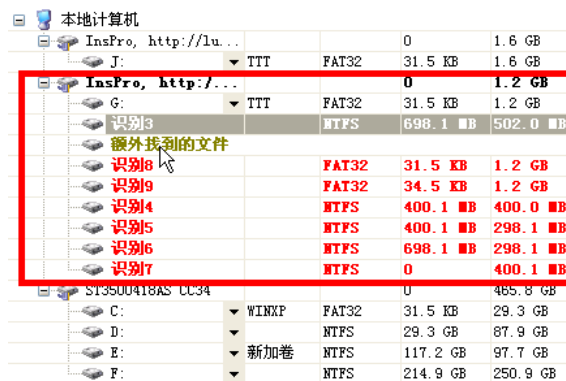 本地计算机
InsPro, http://lu... 0 1.6 GB
J: TTT FAT32 31.5 KB 1.6 GB
InsPro, http:/... 0 1.2 GB
G: TTT FAT32 31.5 KB 1.2 GB
识别3 NTFS 698.1 MB 502.0 MB
额外找到的文件
识别8 FAT32 31.5 KB 1.2 GB
识别9 FAT32 34.5 KB 1.2 GB
识别4 NTFS 400.1 MB 400.0 MB
识别5 NTFS 400.1 MB 298.1 MB
识别6 NTFS 698.1 MB 298.1 MB
识别7 NTFS 0 400.1 MB
ST3500418AS CC34 0 465.8 GB
C: WINXP FAT32 31.5 KB 29.3 GB
D: NTFS 29.3 GB 87.9 GB
E: 新加卷 NTFS 117.2 GB 97.7 GB
F: NTFS 214.9 GB 250.9 GB